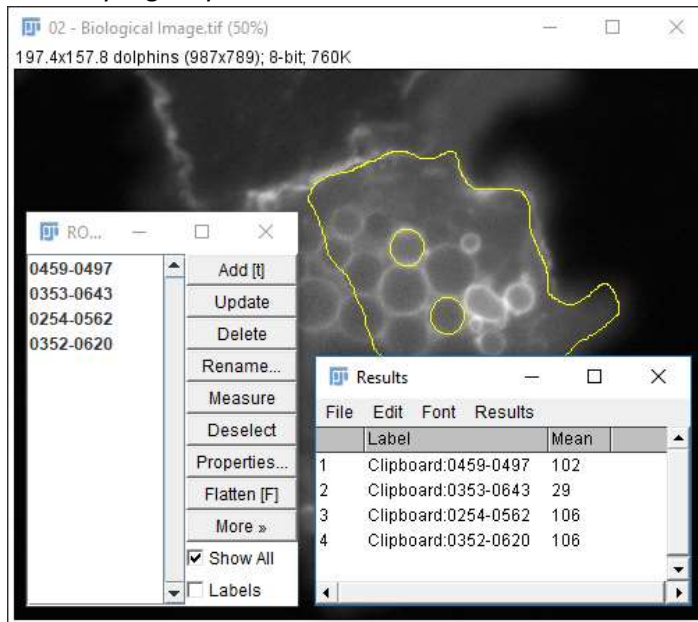 02 - Biological Image.tif (50%)
197.4x157.8 dolphins (987x789); 8-bit; 760K
RO...
0459-0497
0353-0643
0254-0562
0352-0620
Add [t]
Update
Delete
Rename...
Measure
Deselect
Properties...
Flatten [F]
More »
Show All
Labels
Results
File Edit Font Results
Label Mean
1 Clipboard:0459-0497 102
2 Clipboard:0353-0643 29
3 Clipboard:0254-0562 106
4 Clipboard:0352-0620 106